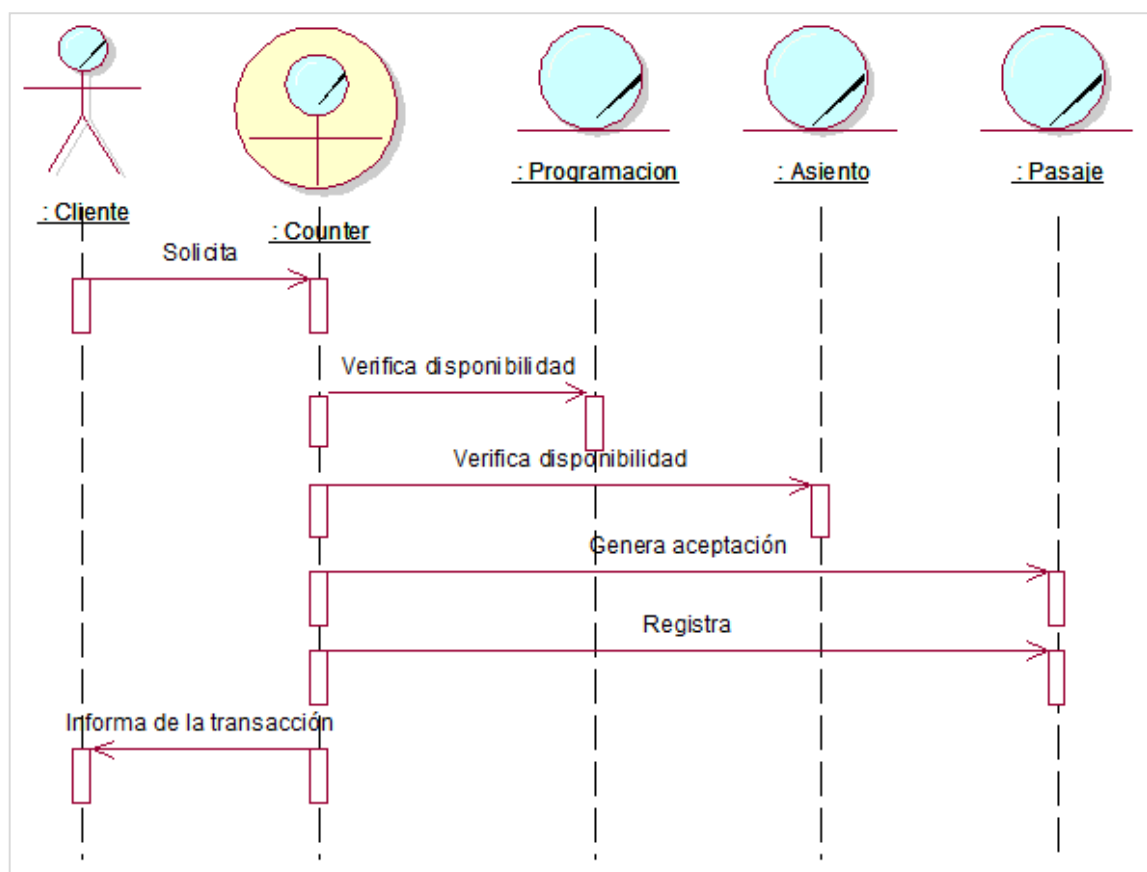 : Programacion
: Asiento
: Pasaje
: Cliente
: Counter
Solicita
Verifica disponibilidad
Verifica disponibilidad
Genera aceptación
Registra
Informa de la transacción